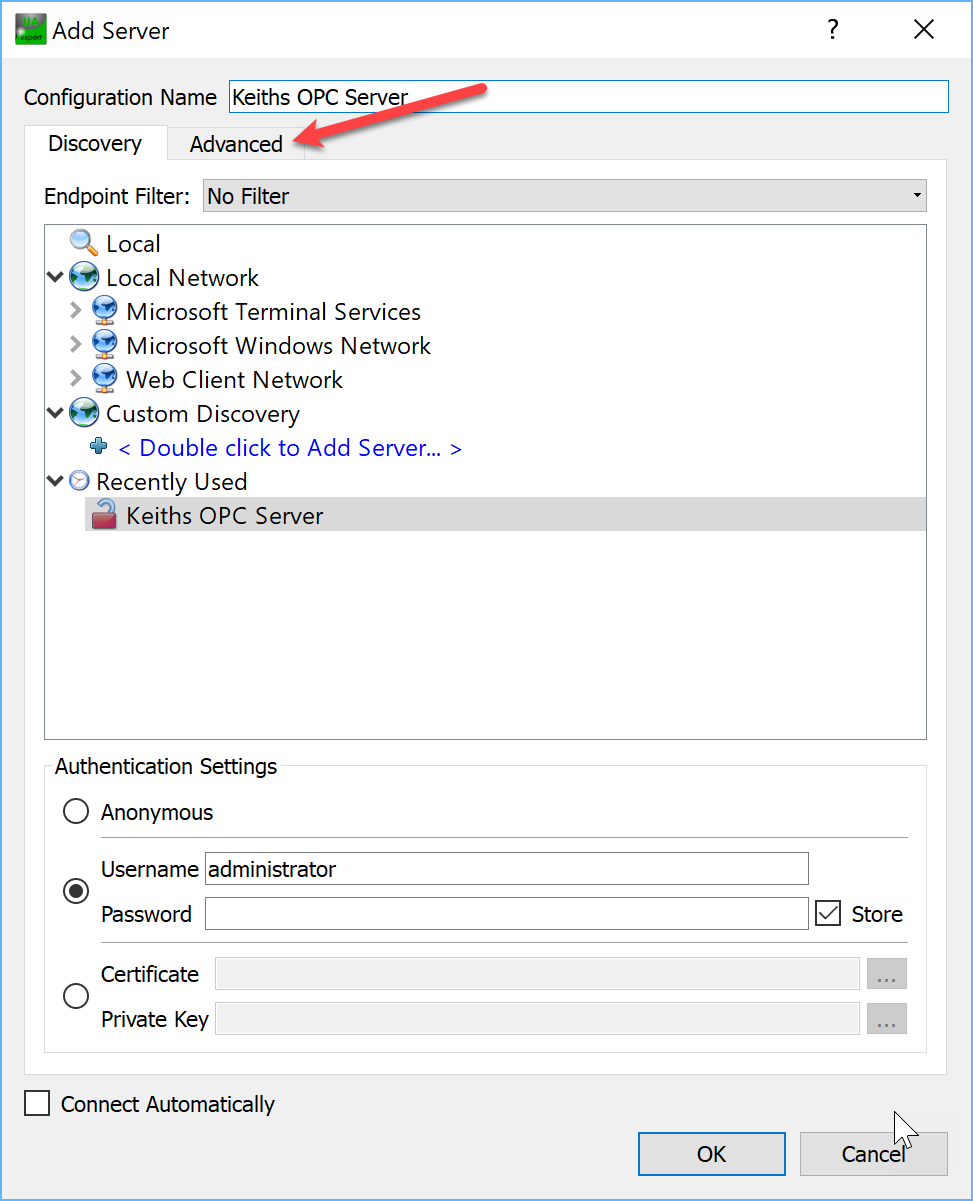 UA
Expert
Add Server
?
Configuration Name Keiths OPC Server
Discovery Advanced
Endpoint Filter: No Filter
Local
Local Network
Microsoft Terminal Services
Microsoft Windows Network
Web Client Network
Custom Discovery
< Double click to Add Server... >
Recently Used
Keiths OPC Server
Authentication Settings
Anonymous
Username administrator
Password Store
Certificate ...
Private Key ...
Connect Automatically
OK Cancel